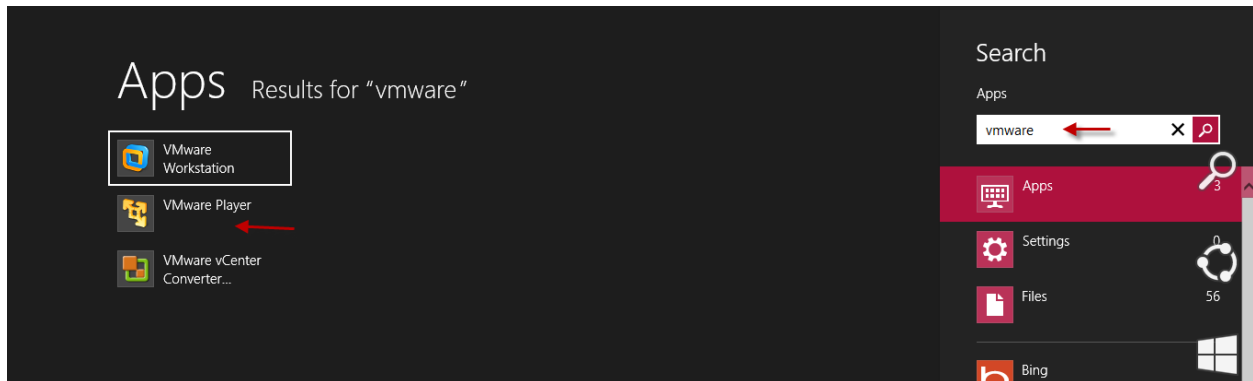 Apps Results for “vmware”
VMware
Workstation
VMware Player
VMware vCenter
Converter...
Search
Apps
vmware
Apps
3
Settings
0
Files
56
Bing